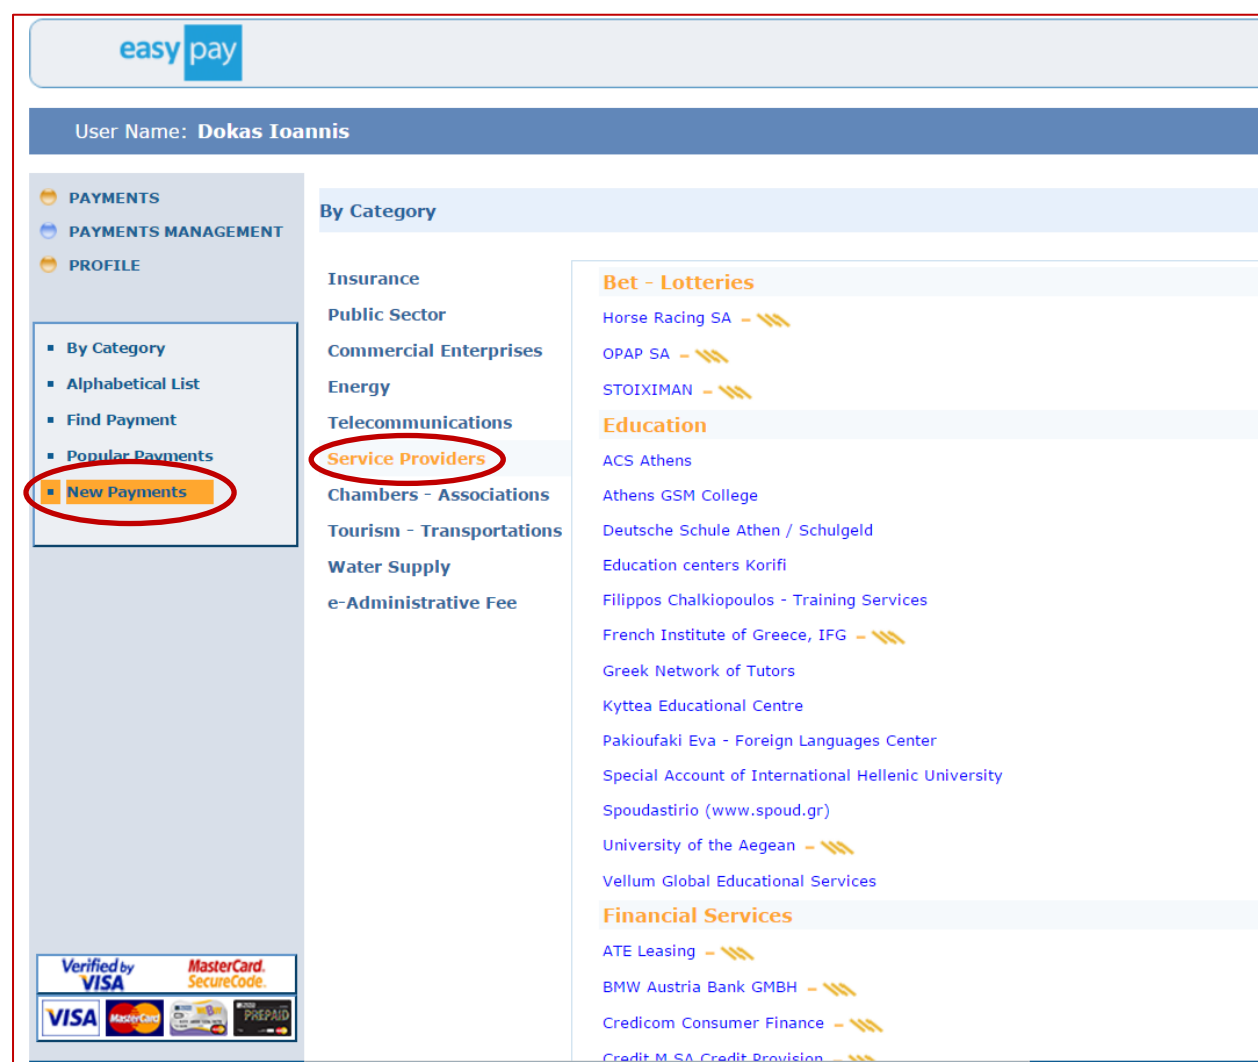 easy pay
User Name: Dokas Ioannis
PAYMENTS
PAYMENTS MANAGEMENT
PROFILE
By Category
Alphabetical List
Find Payment
Popular Payments
New Payments
Verified by VISA
MasterCard. SecureCode.
VISA
MasterCard
PREPAID
By Category
Insurance
Public Sector
Commercial Enterprises
Energy
Telecommunications
Service Providers
Chambers - Associations
Tourism - Transportations
Water Supply
e-Administrative Fee
Bet - Lotteries
Horse Racing SA –
OPAP SA –
STOIXIMAN –
Education
ACS Athens
Athens GSM College
Deutsche Schule Athen / Schulgeld
Education centers Korifi
Filippos Chalkiopoulos - Training Services
French Institute of Greece, IFG –
Greek Network of Tutors
Kyttea Educational Centre
Pakioufaki Eva - Foreign Languages Center
Special Account of International Hellenic University
Spoudastirio (www.spoud.gr)
University of the Aegean –
Vellum Global Educational Services
Financial Services
ATE Leasing –
BMW Austria Bank GMBH –
Credicom Consumer Finance –
Credit M SA Credit Provision –